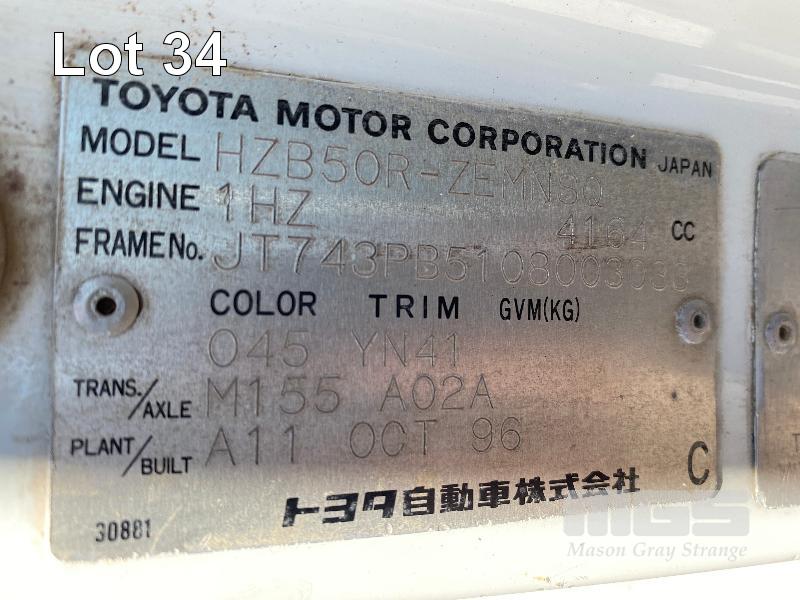 Lot 34
TOYOTA MOTOR CORPORATION JAPAN
MODEL HZB50R-ZEMNSQ
ENGINE 1HZ 4164 CC
FRAME No.
COLOR TRIM GVM(KG)
045 YN41
TRANS./AXLE M155 A02A
PLANT/BUILT A11 OCT 96
C
トヨタ自動車株式会社
30881
MGS
Mason Gray Strange